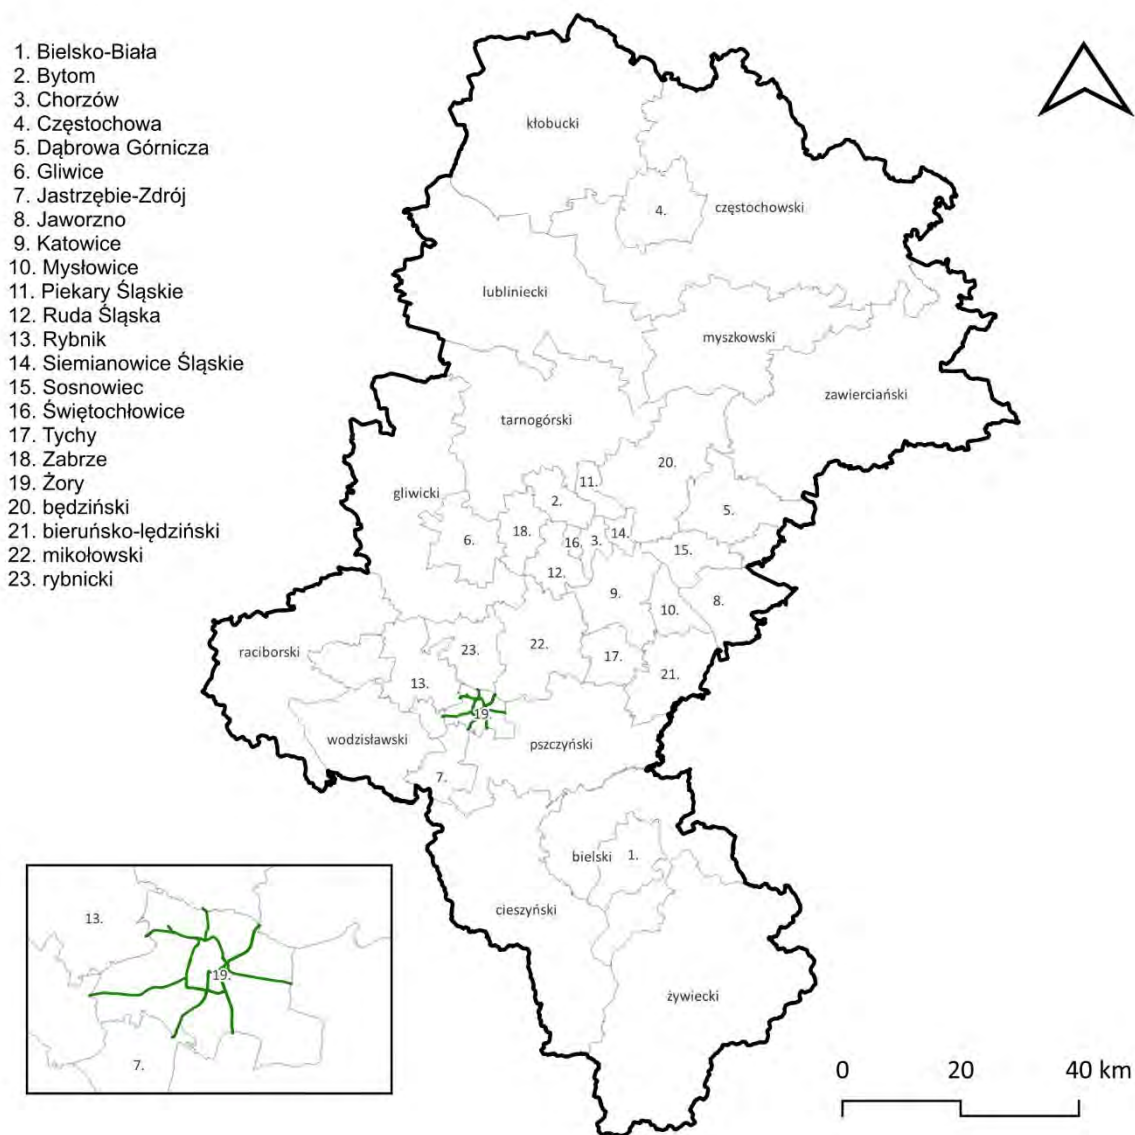 1. Bielsko-Biała
2. Bytom
3. Chorzów
4. Częstochowa
5. Dąbrowa Górnicza
6. Gliwice
7. Jastrzębie-Zdrój
8. Jaworzno
9. Katowice
10. Mysłowice
11. Piekary Śląskie
12. Ruda Śląska
13. Rybnik
14. Siemianowice Śląskie
15. Sosnowiec
16. Świętochłowice
17. Tychy
18. Zabrze
19. Żory
20. będziński
21. bieruńsko-lędziński
22. mikołowski
23. rybnicki
kłobucki
4.
częstochowski
lubliniecki
myszkowski
zawierciański
tarnogórski
20.
11.
gliwicki
2.
5.
6.
18.
16.
3.
14.
15.
12.
9.
10.
8.
raciborski
23.
22.
17.
21.
13.
19.
wodzisławski
pszczyński
7.
bielski
1.
cieszyński
żywiecki
13.
19.
7.
0 20 40 km